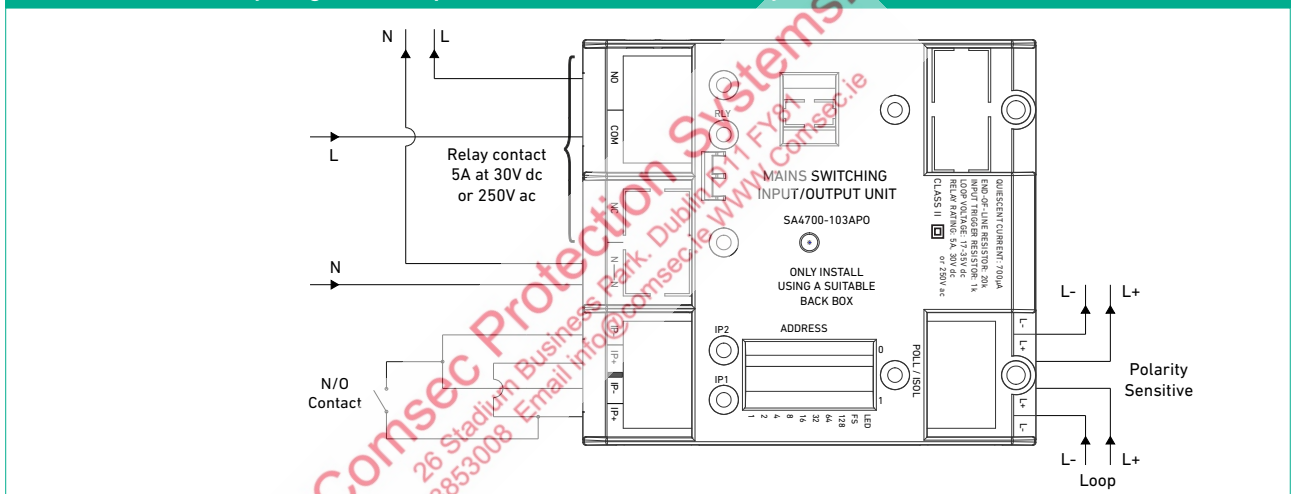 N L
L
Relay contact
5A at 30V dc
or 250V ac
N
N/O
Contact
NO
COM
NC
N
N
IP-
IP+
IP-
IP+
RLY
MAINS SWITCHING
INPUT/OUTPUT UNIT
SA4700-103APO
ONLY INSTALL
USING A SUITABLE
BACK BOX
IP2
IP1
ADDRESS
0
1
1 2 4 8 16 32 64 128 FS LED
POLL / ISOL
QUIESCENT CURRENT: 700µA
END-OF-LINE RESISTOR: 20k
INPUT TRIGGER RESISTOR: 1k
LOOP VOLTAGE: 17-35V dc
RELAY RATING: 5A, 30V dc
or 250V ac
CLASS II
L-
L+
L+
L-
L- L+
Polarity
Sensitive
L- L+
Loop
Comsec Protection Systems
26 Stadium Business Park. Dublin D11 FY81
Email info@comsec.ie WWW.Comsec.ie